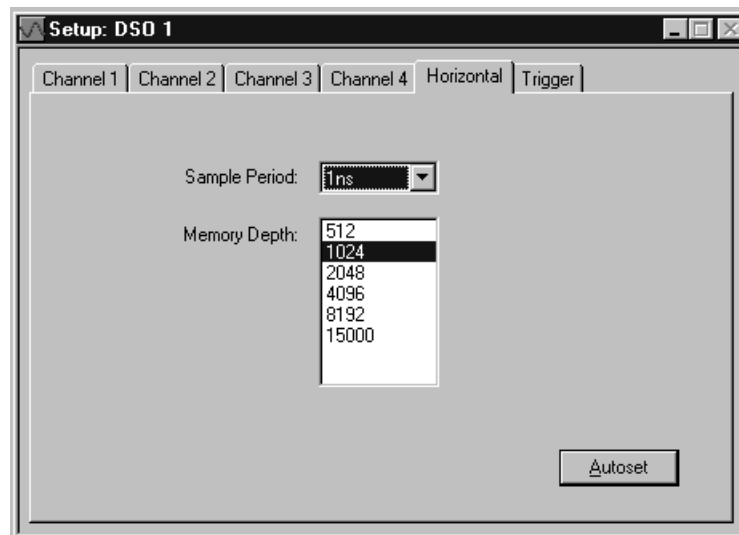 Setup: DSO 1
Channel 1 Channel 2 Channel 3 Channel 4 Horizontal Trigger
Sample Period: 1ns
Memory Depth: 512
1024
2048
4096
8192
15000
Autoset